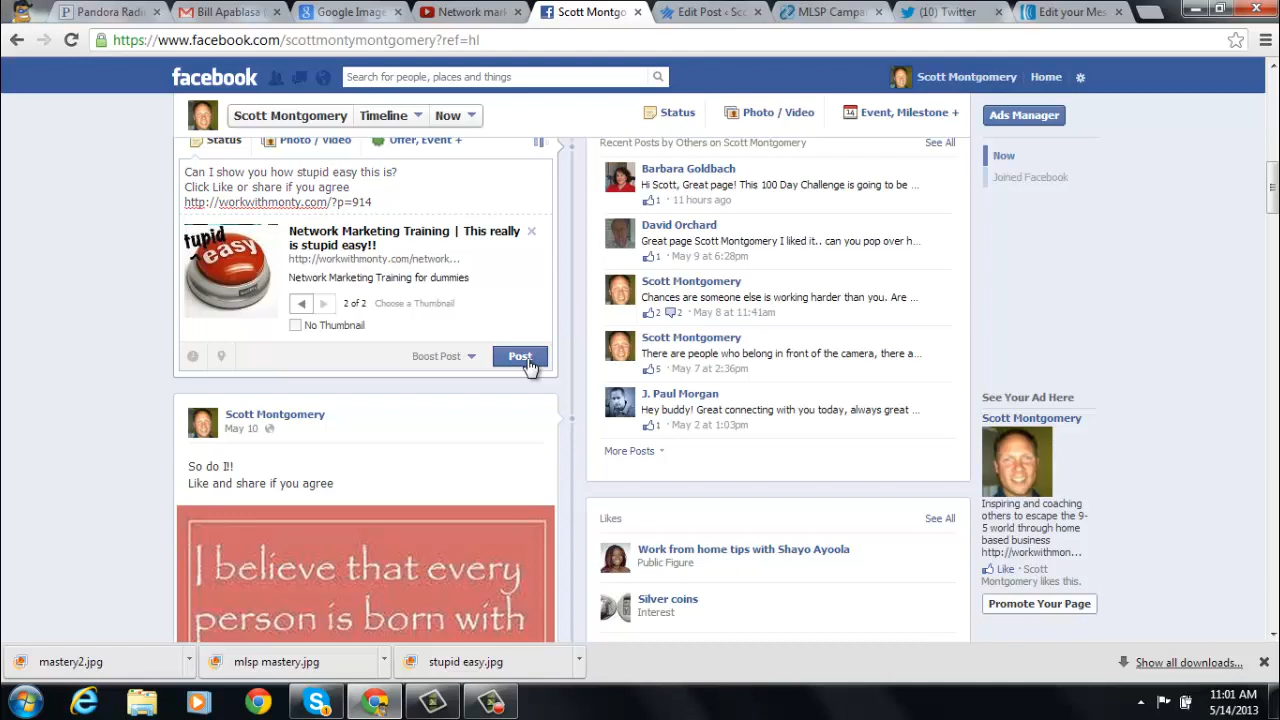 Pandora Radi
Bill Apablasa (
Google Image
Network mar
Scott Montgo
Edit Post ‹ Sc
MLSP Campa
(10) Twitter
Edit your Mes
https://www.facebook.com/scottmontymontgomery?ref=hl
facebook
Search for people, places and things
Scott Montgomery
Home
Scott Montgomery
Timeline
Now
Status
Photo / Video
Event, Milestone +
Ads Manager
Now
Joined Facebook
Status
Photo / Video
Offer, Event +
Can I show you how stupid easy this is?
Click Like or share if you agree
http://workwithmonty.com/?p=914
tupid
easy
Network Marketing Training | This really
is stupid easy!!
http://workwithmonty.com/network...
Network Marketing Training for dummies
2 of 2 Choose a Thumbnail
No Thumbnail
Boost Post
Post
Scott Montgomery
May 10
So do I!!
Like and share if you agree
I believe that every
person is born with
Recent Posts by Others on Scott Montgomery
See All
Barbara Goldbach
Hi Scott, Great page! This 100 Day Challenge is going to be ...
1 · 11 hours ago
David Orchard
Great page Scott Montgomery I liked it.. can you pop over h...
1 · May 9 at 6:28pm
Scott Montgomery
Chances are someone else is working harder than you. Are ...
2 2 · May 8 at 11:41am
Scott Montgomery
There are people who belong in front of the camera, there a...
5 · May 7 at 2:36pm
J. Paul Morgan
Hey buddy! Great connecting with you today, always great ...
1 · May 2 at 1:03pm
More Posts
Likes
See All
Work from home tips with Shayo Ayoola
Public Figure
Silver coins
Interest
See Your Ad Here
Scott Montgomery
Inspiring and coaching
others to escape the 9-
5 world through home
based business
http://workwithmon...
Like · Scott
Montgomery likes this.
Promote Your Page
mastery2.jpg
mlsp mastery.jpg
stupid easy.jpg
Show all downloads...
11:01 AM
5/14/2013